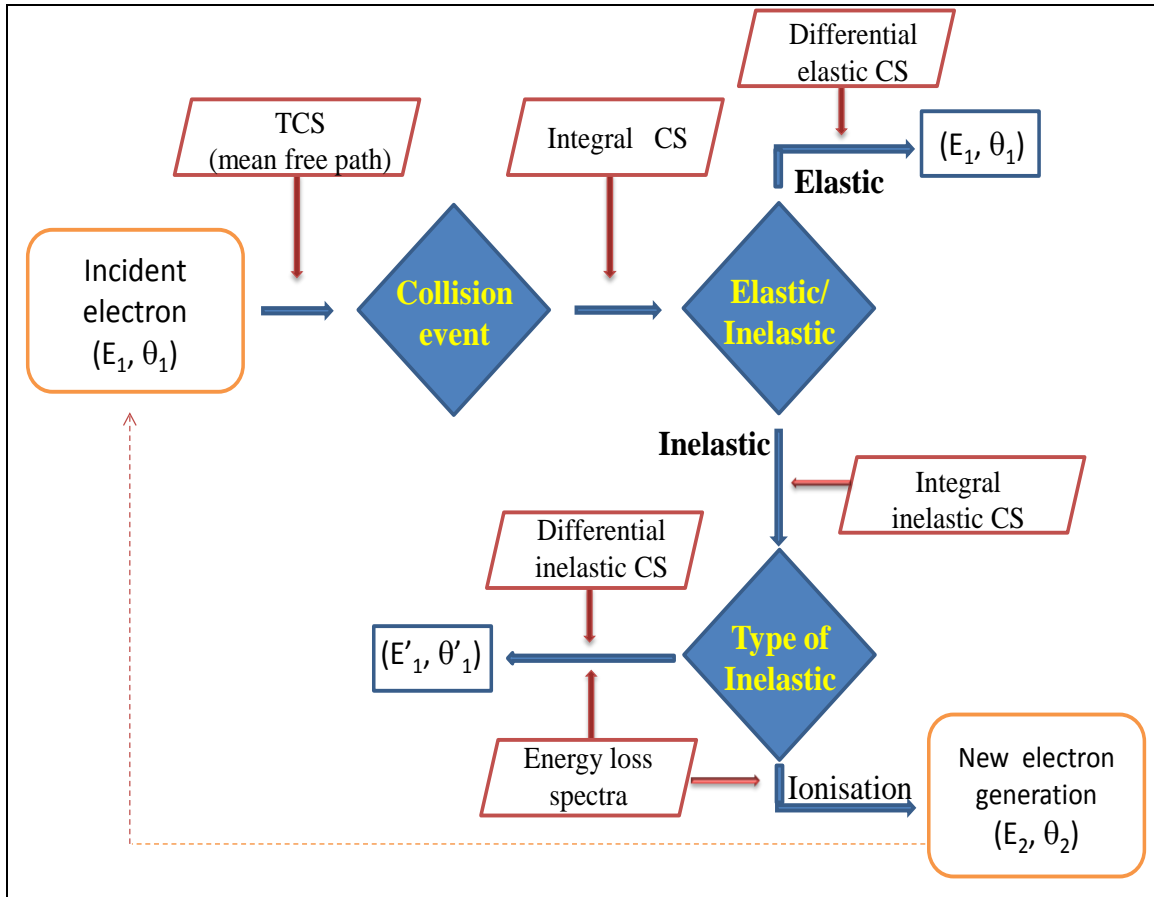 Differential
elastic CS
TCS
(mean free path)
Integral CS
(E₁, θ₁)
Elastic
Incident
electron
(E₁, θ₁)
Collision
event
Elastic/
Inelastic
Inelastic
Integral
inelastic CS
Differential
inelastic CS
(E’₁, θ’₁)
Type of
Inelastic
Energy loss
spectra
Ionisation
New electron
generation
(E₂, θ₂)